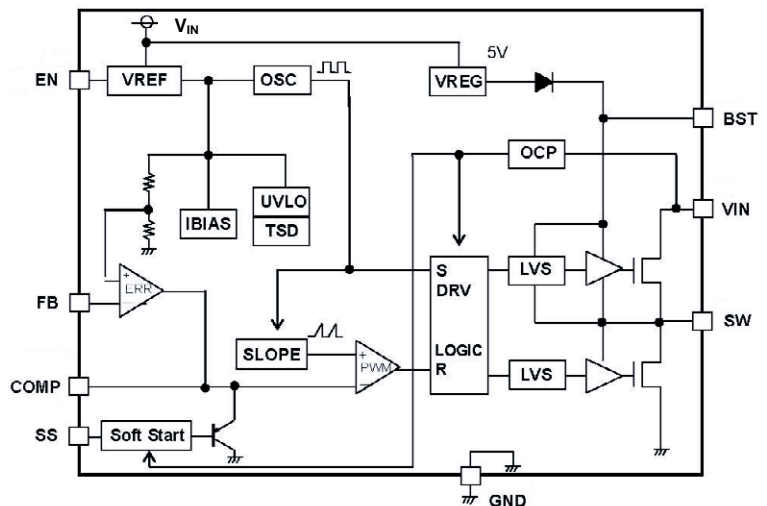 VIN
EN
VREF
OSC
5V
VREG
BST
OCP
VIN
IBIAS
UVLO
TSD
S
DRV
LOGIC
R
LVS
LVS
+
ERR
−
FB
SW
SLOPE
+
PWM
−
COMP
SS
Soft Start
GND